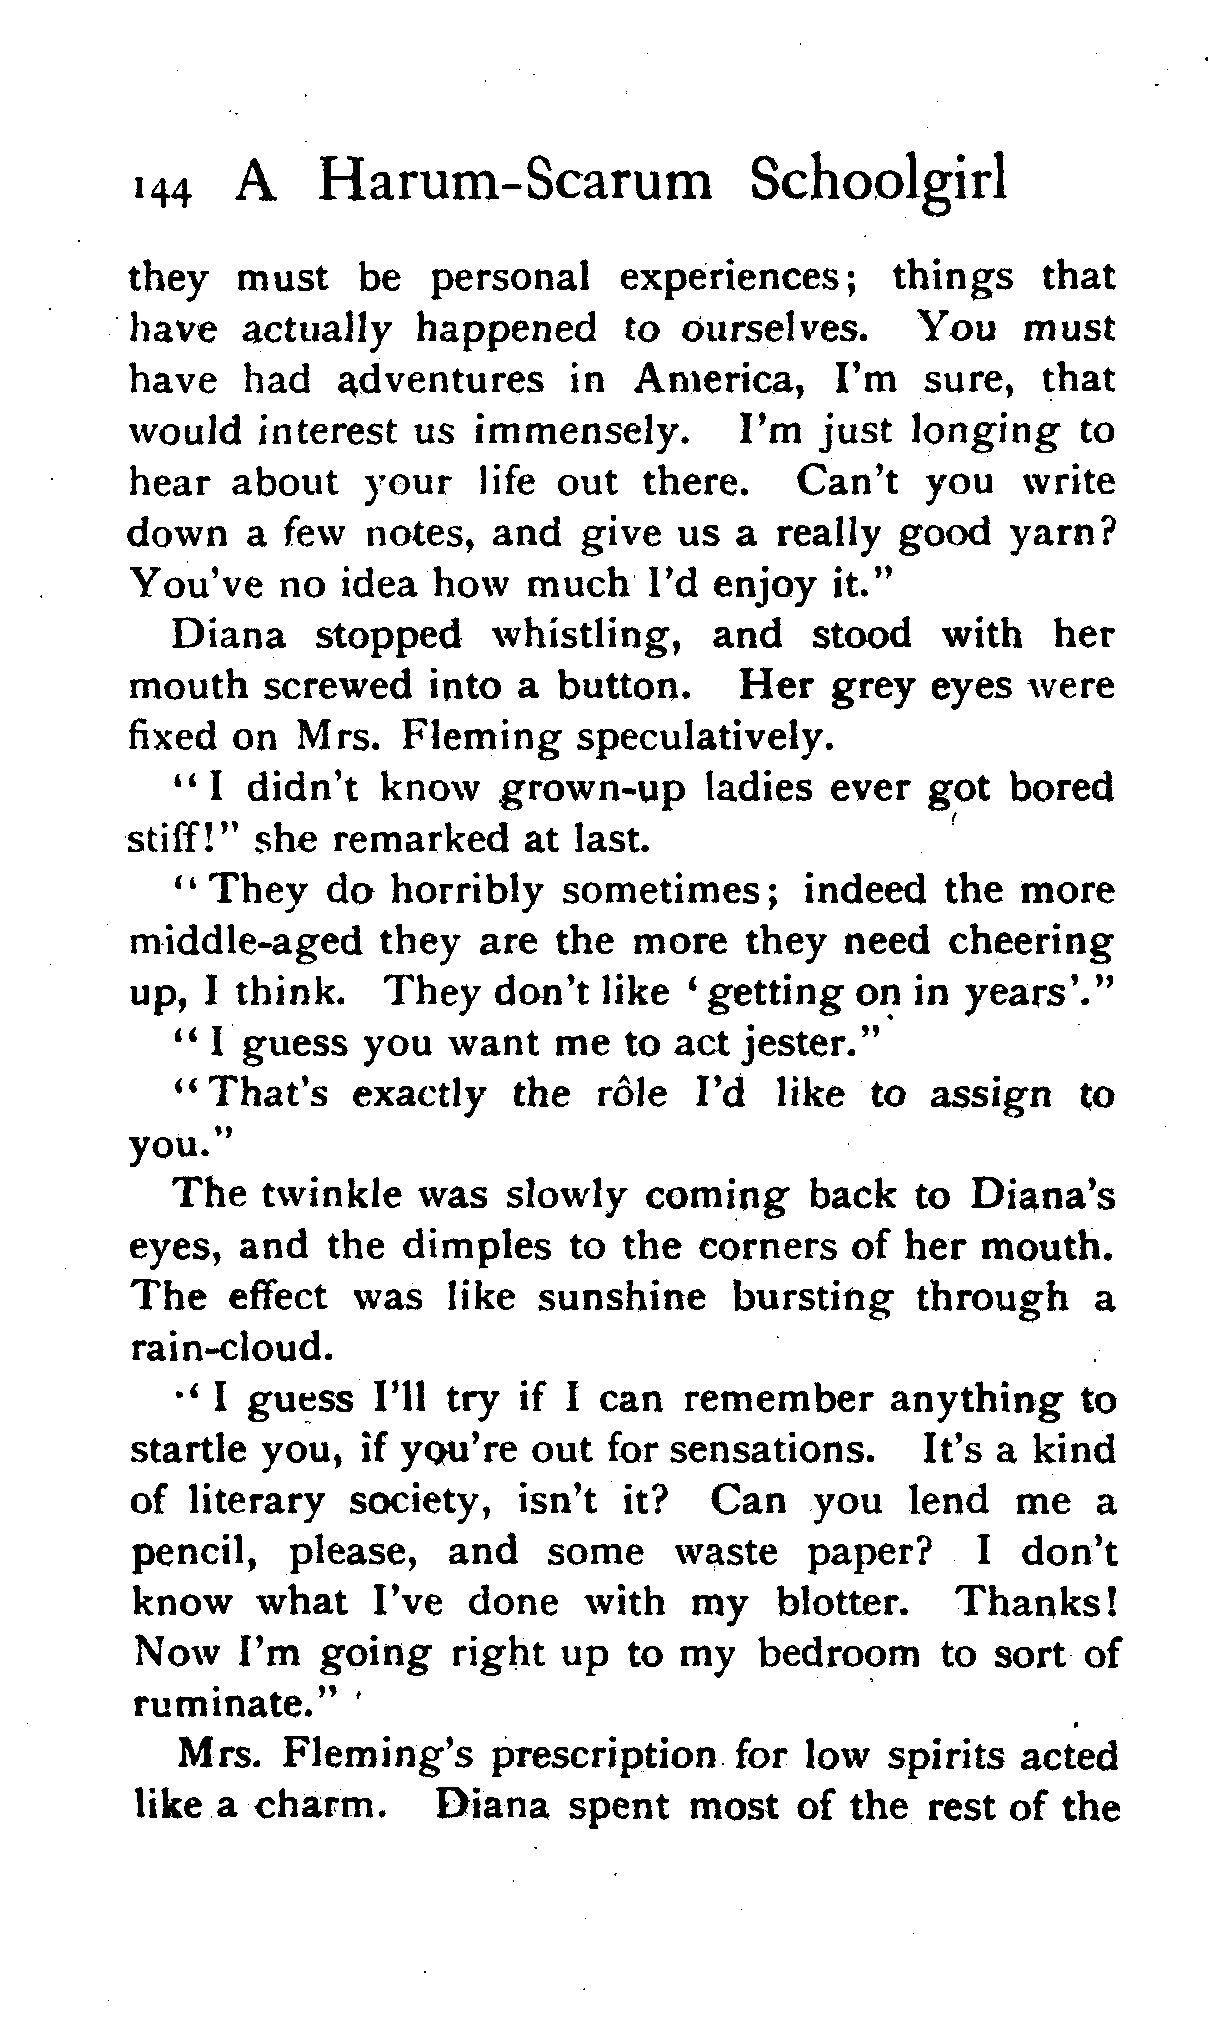 144 A Harum-Scarum Schoolgirl
they must be personal experiences; things that
have actually happened to ourselves. You must
have had adventures in America, I'm sure, that
would interest us immensely. I'm just longing to
hear about your life out there. Can't you write
down a few notes, and give us a really good yarn?
You've no idea how much I'd enjoy it."
Diana stopped whistling, and stood with her
mouth screwed into a button. Her grey eyes were
fixed on Mrs. Fleming speculatively.
"I didn't know grown-up ladies ever got bored
stiff!" she remarked at last.
"They do horribly sometimes; indeed the more
middle-aged they are the more they need cheering
up, I think. They don't like 'getting on in years'."
"I guess you want me to act jester."
"That's exactly the rôle I'd like to assign to
you."
The twinkle was slowly coming back to Diana's
eyes, and the dimples to the corners of her mouth.
The effect was like sunshine bursting through a
rain-cloud.
"I guess I'll try if I can remember anything to
startle you, if you're out for sensations. It's a kind
of literary society, isn't it? Can you lend me a
pencil, please, and some waste paper? I don't
know what I've done with my blotter. Thanks!
Now I'm going right up to my bedroom to sort of
ruminate."
Mrs. Fleming's prescription for low spirits acted
like a charm. Diana spent most of the rest of the